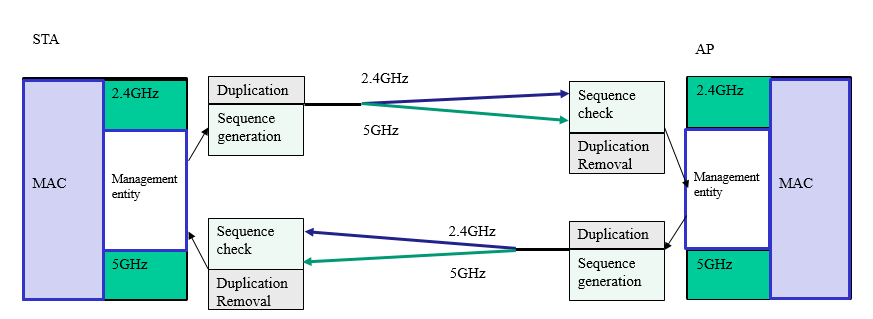 STA
AP
2.4GHz
MAC
Management
entity
5GHz
Duplication
Sequence
generation
2.4GHz
5GHz
Sequence
check
Duplication
Removal
2.4GHz
Management
entity
MAC
5GHz
Sequence
check
Duplication
Removal
2.4GHz
5GHz
Duplication
Sequence
generation